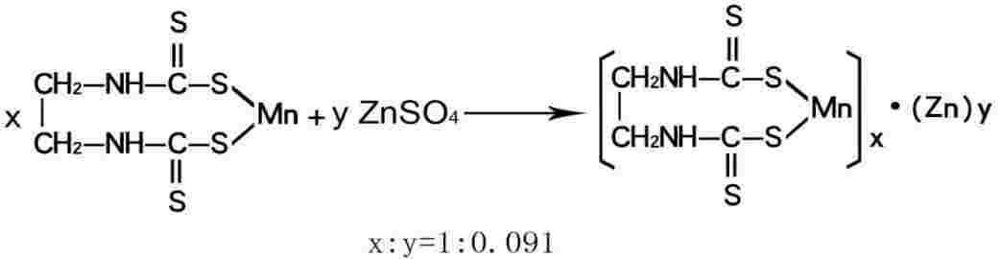 S S
CH₂–NH–C–S CH₂NH–C–S
x Mn + y ZnSO₄ Mn x • (Zn)y
CH₂–NH–C–S CH₂NH–C–S
S S
x:y=1:0.091